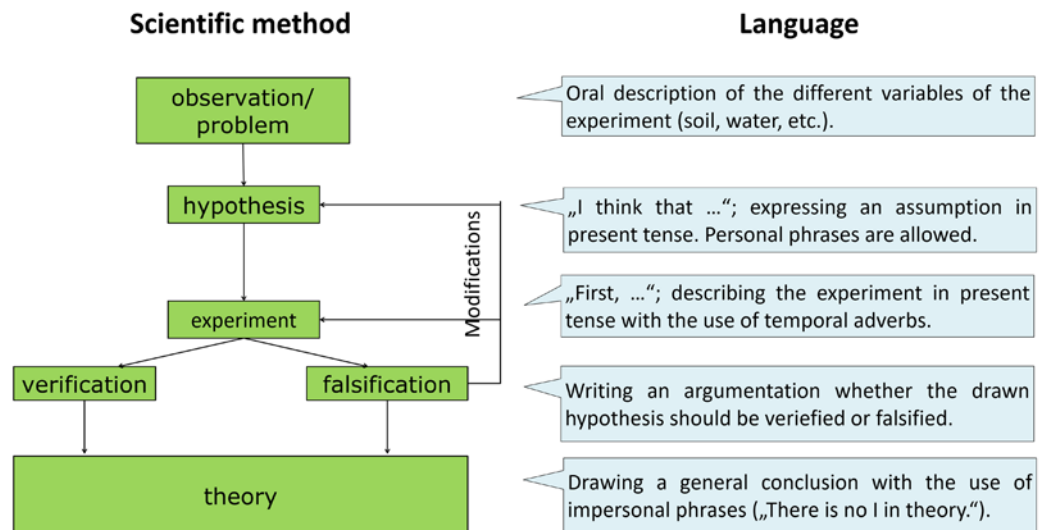 Scientific method
Language
observation/
problem
Oral description of the different variables of the
experiment (soil, water, etc.).
hypothesis
„I think that …“; expressing an assumption in
present tense. Personal phrases are allowed.
Modifications
experiment
„First, …“; describing the experiment in present
tense with the use of temporal adverbs.
verification
falsification
Writing an argumentation whether the drawn
hypothesis should be veriefied or falsified.
theory
Drawing a general conclusion with the use of
impersonal phrases („There is no I in theory.“).